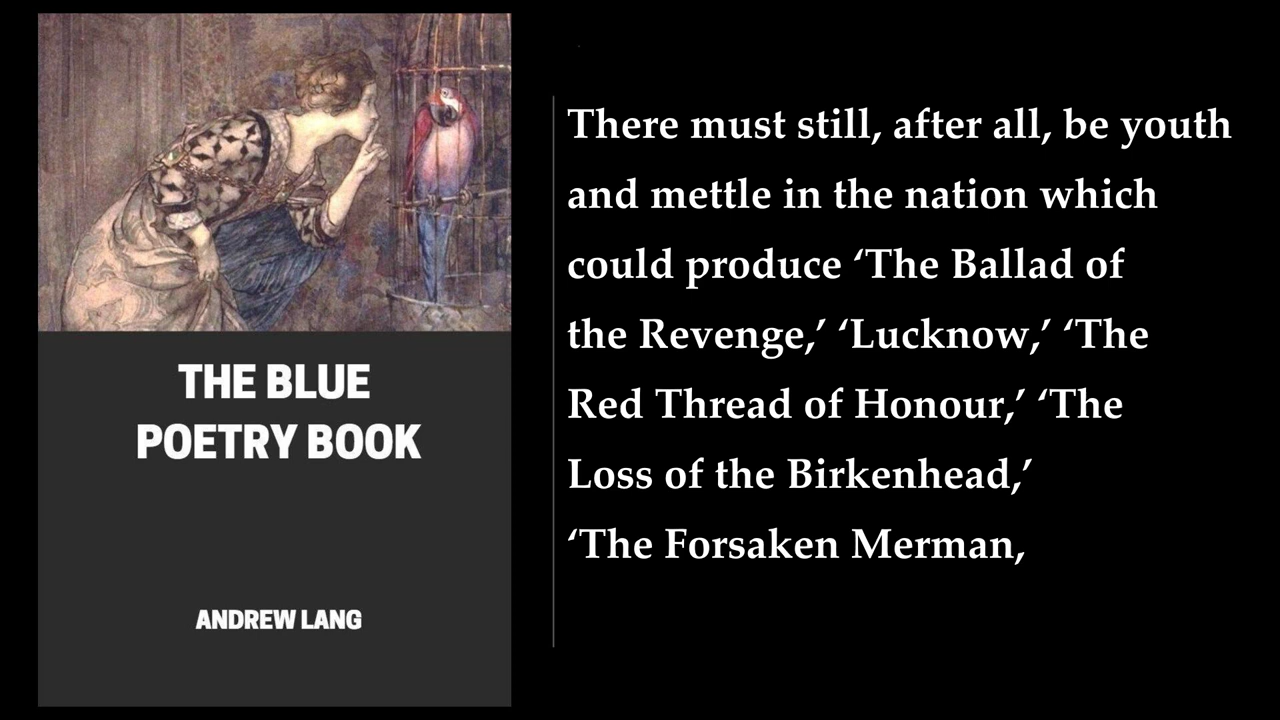 THE BLUE
POETRY BOOK
ANDREW LANG
There must still, after all, be youth
and mettle in the nation which
could produce ‘The Ballad of
the Revenge,’ ‘Lucknow,’ ‘The
Red Thread of Honour,’ ‘The
Loss of the Birkenhead,’
‘The Forsaken Merman,